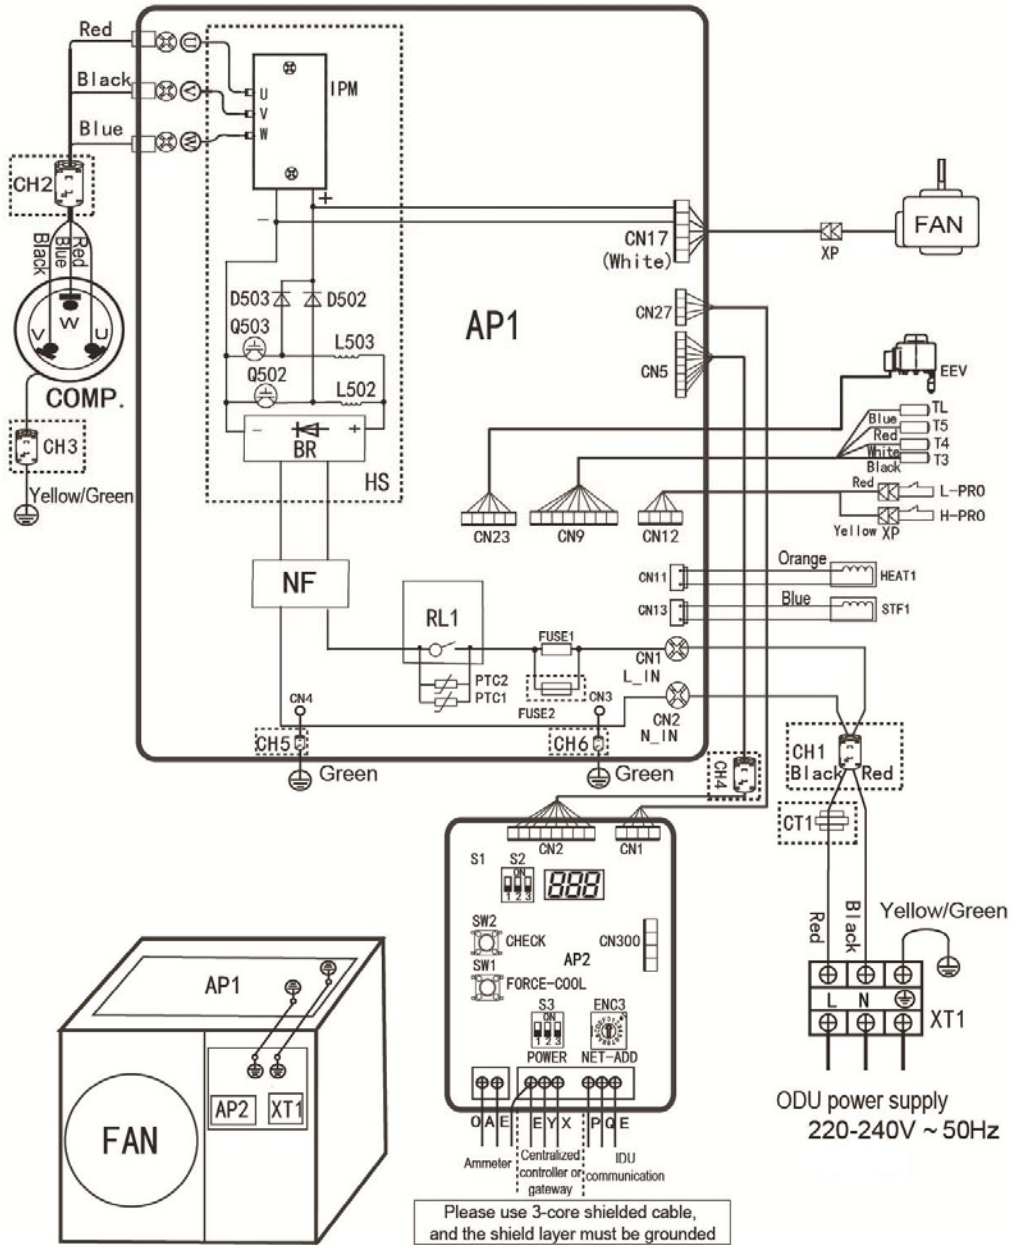 Red
Black
Blue
U
V
W
U
V
W
IPM
+
-
CH2
Black
Blue
Red
W
V
U
COMP.
CH3
Yellow/Green
D503
D502
Q503
L503
Q502
L502
-
+
BR
HS
AP1
CN17
(White)
XP
FAN
CN27
CN5
EEV
TL
Blue
T5
Red
T4
White
T3
Black
Red
L-PRO
H-PRO
Yellow
XP
CN23
CN9
CN12
Orange
CN11
HEAT1
Blue
CN13
STF1
NF
RL1
FUSE1
CN1
L_IN
PTC2
PTC1
FUSE2
CN4
CN3
CN2
N_IN
CH5
CH6
Green
Green
CH4
CH1
Black
Red
CT1
CN2
CN1
S1
S2
ON
1 2 3
888
SW2
CHECK
CN300
AP2
SW1
FORCE-COOL
S3
ON
1 2 3
POWER
ENC3
NET-ADD
O A E
E Y X
P Q E
Ammeter
Centralized
controller or
gateway
IDU
communication
Please use 3-core shielded cable,
and the shield layer must be grounded
Red
Black
Yellow/Green
L
N
XT1
ODU power supply
220-240V ~ 50Hz
AP1
AP2
XT1
FAN